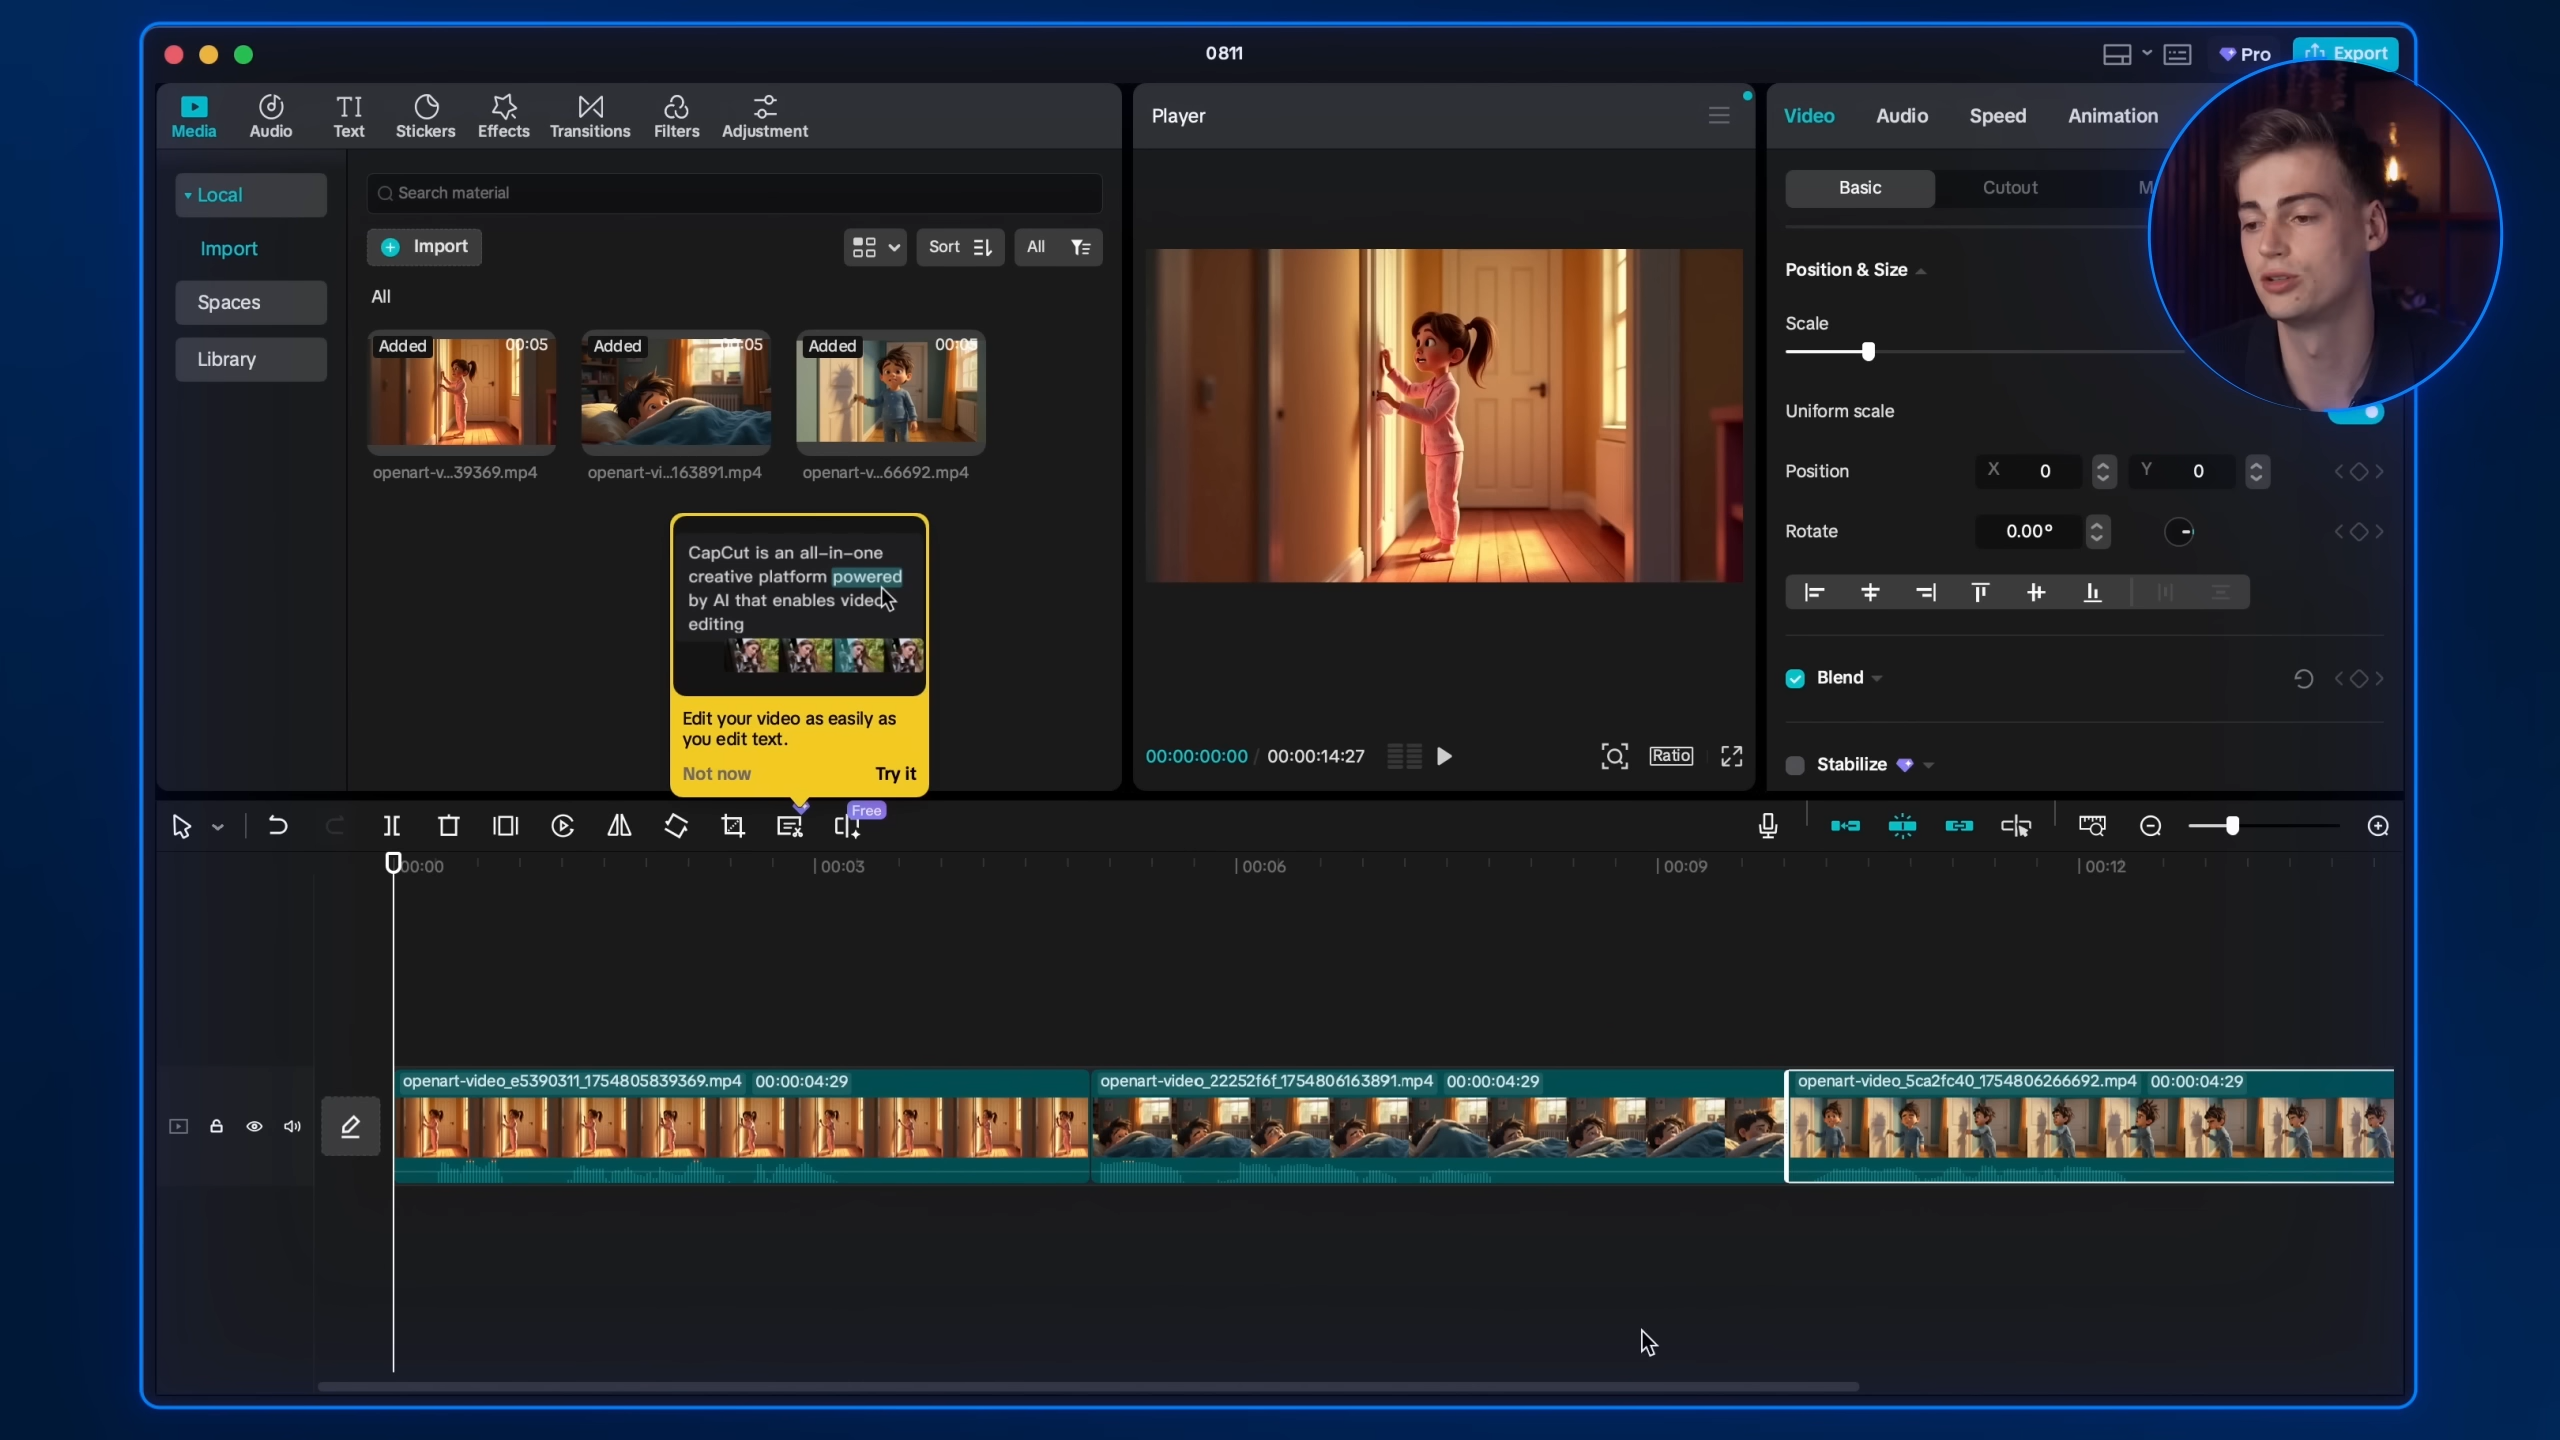 0811
Pro
Export
Media
Audio
Text
Stickers
Effects
Transitions
Filters
Adjustment
Local
Import
Spaces
Library
Search material
Import
Sort
All
All
Added
00:05
openart-v...39369.mp4
Added
openart-vi...163891.mp4
Added
00:05
openart-v...66692.mp4
CapCut is an all-in-one
creative platform powered
by AI that enables video
editing
Edit your video as easily as
you edit text.
Not now
Try it
Player
00:00:00:00 / 00:00:14:27
Ratio
Video
Audio
Speed
Animation
Basic
Cutout
Position & Size
Scale
Uniform scale
Position
X 0
Y 0
Rotate
0.00°
Blend
Stabilize
Free
00:00
00:03
00:06
00:09
00:12
openart-video_e5390311_1754805839369.mp4 00:00:04:29
openart-video_22252f6f_1754806163891.mp4 00:00:04:29
openart-video_5ca2fc40_1754806266692.mp4 00:00:04:29